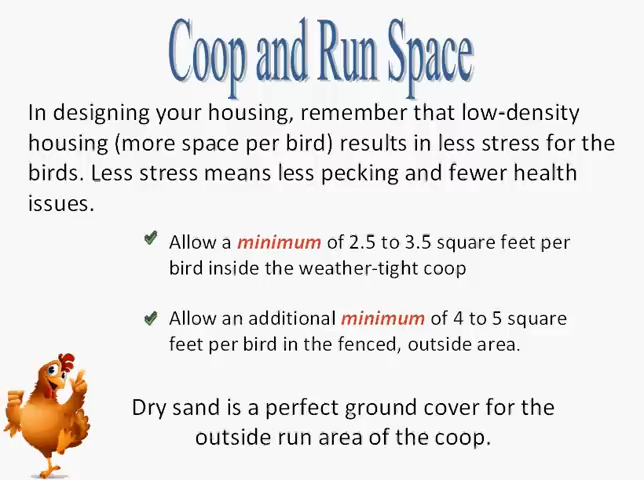 Coop and Run Space
In designing your housing, remember that low-density
housing (more space per bird) results in less stress for the
birds. Less stress means less pecking and fewer health
issues.
Allow a minimum of 2.5 to 3.5 square feet per
bird inside the weather-tight coop
Allow an additional minimum of 4 to 5 square
feet per bird in the fenced, outside area.
Dry sand is a perfect ground cover for the
outside run area of the coop.